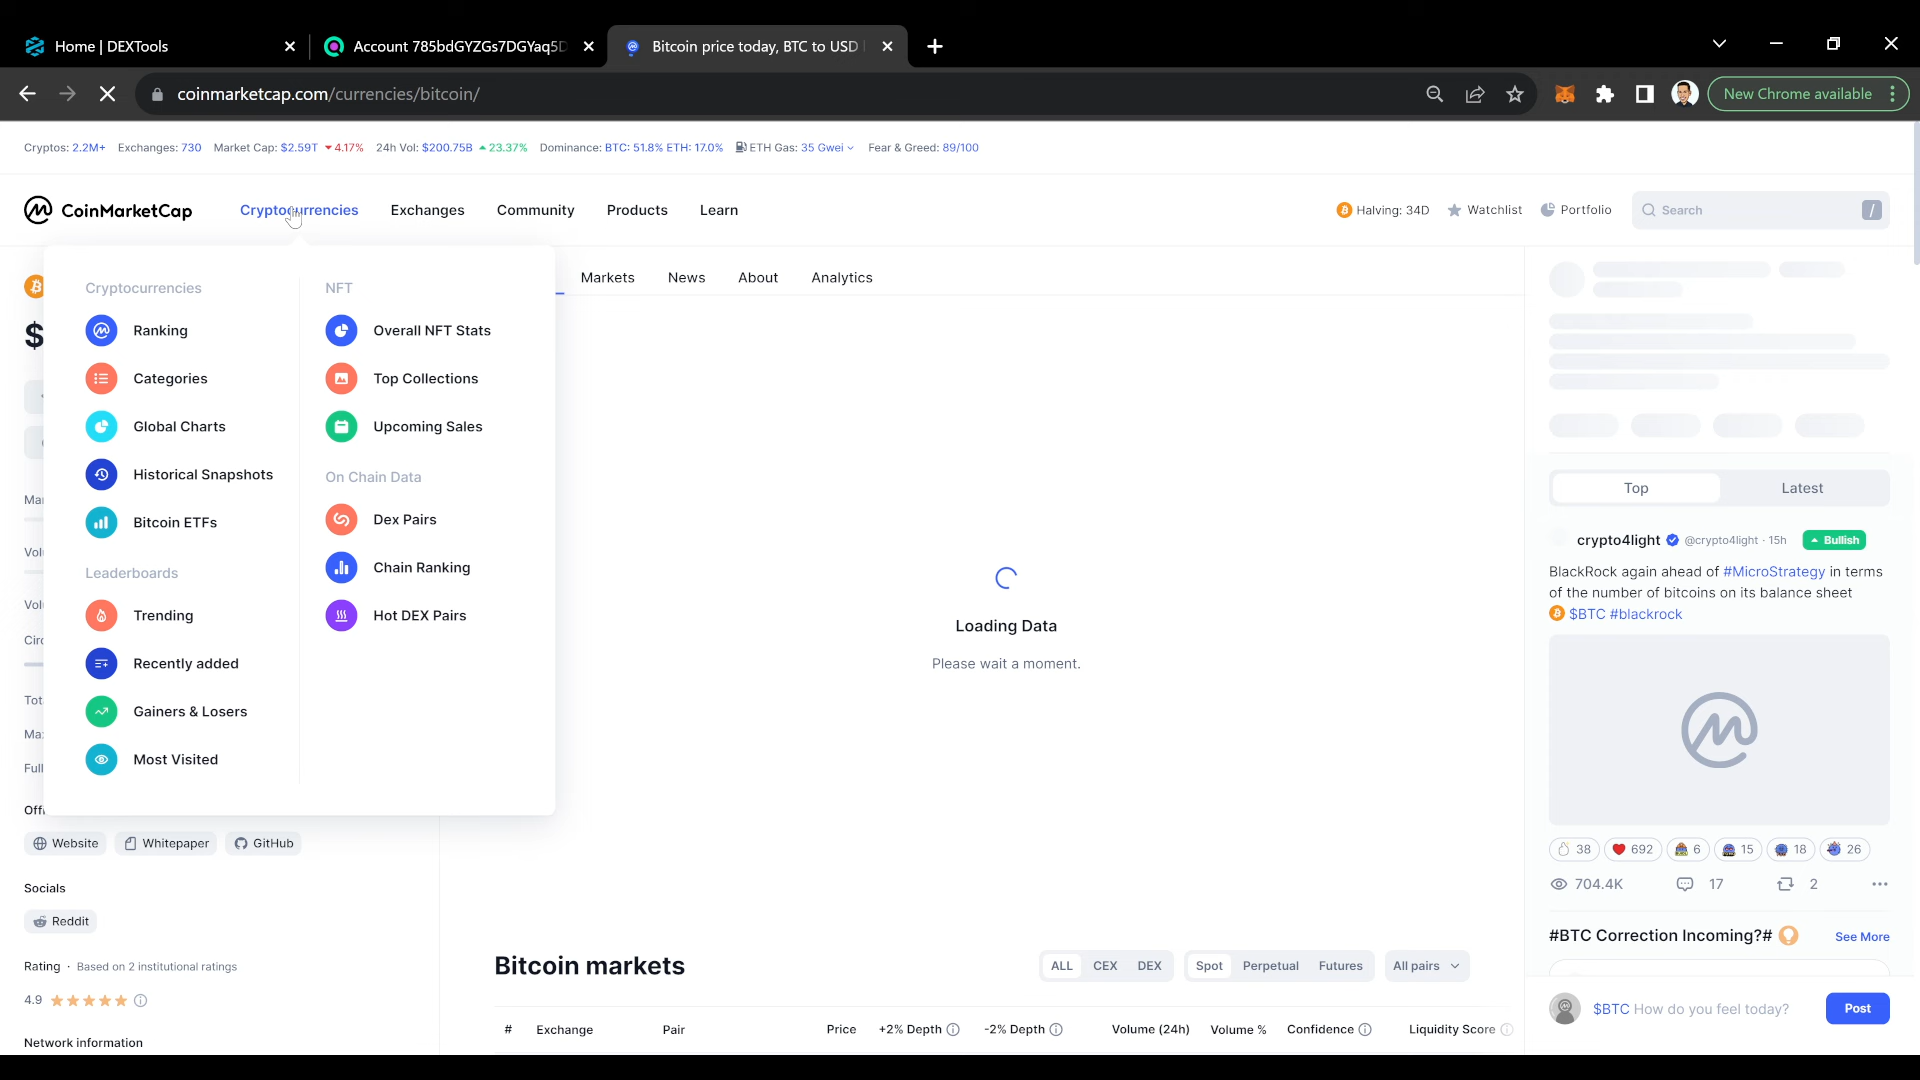 Home | DEXTools
Account 785bdGYZGs7DGYaq5D
Bitcoin price today, BTC to USD
coinmarketcap.com/currencies/bitcoin/
New Chrome available
Cryptos: 2.2M+ Exchanges: 730 Market Cap: $2.59T 4.17% 24h Vol: $200.75B 23.37% Dominance: BTC: 51.8% ETH: 17.0% ETH Gas: 35 Gwei Fear & Greed: 89/100
CoinMarketCap
Cryptocurrencies Exchanges Community Products Learn
Halving: 34D Watchlist Portfolio Search /
Markets News About Analytics
$
Cryptocurrencies
Ranking
Categories
Global Charts
Historical Snapshots
Bitcoin ETFs
Leaderboards
Trending
Recently added
Gainers & Losers
Most Visited
NFT
Overall NFT Stats
Top Collections
Upcoming Sales
On Chain Data
Dex Pairs
Chain Ranking
Hot DEX Pairs
Website Whitepaper GitHub
Socials
Reddit
Rating · Based on 2 institutional ratings
4.9
Network information
Loading Data
Please wait a moment.
Bitcoin markets
ALL CEX DEX Spot Perpetual Futures All pairs
# Exchange Pair Price +2% Depth -2% Depth Volume (24h) Volume % Confidence Liquidity Score
Top Latest
crypto4light @crypto4light · 15h Bullish
BlackRock again ahead of #MicroStrategy in terms
of the number of bitcoins on its balance sheet
$BTC #blackrock
38 692 6 15 18 26
704.4K 17 2
#BTC Correction Incoming?# See More
$BTC How do you feel today? Post